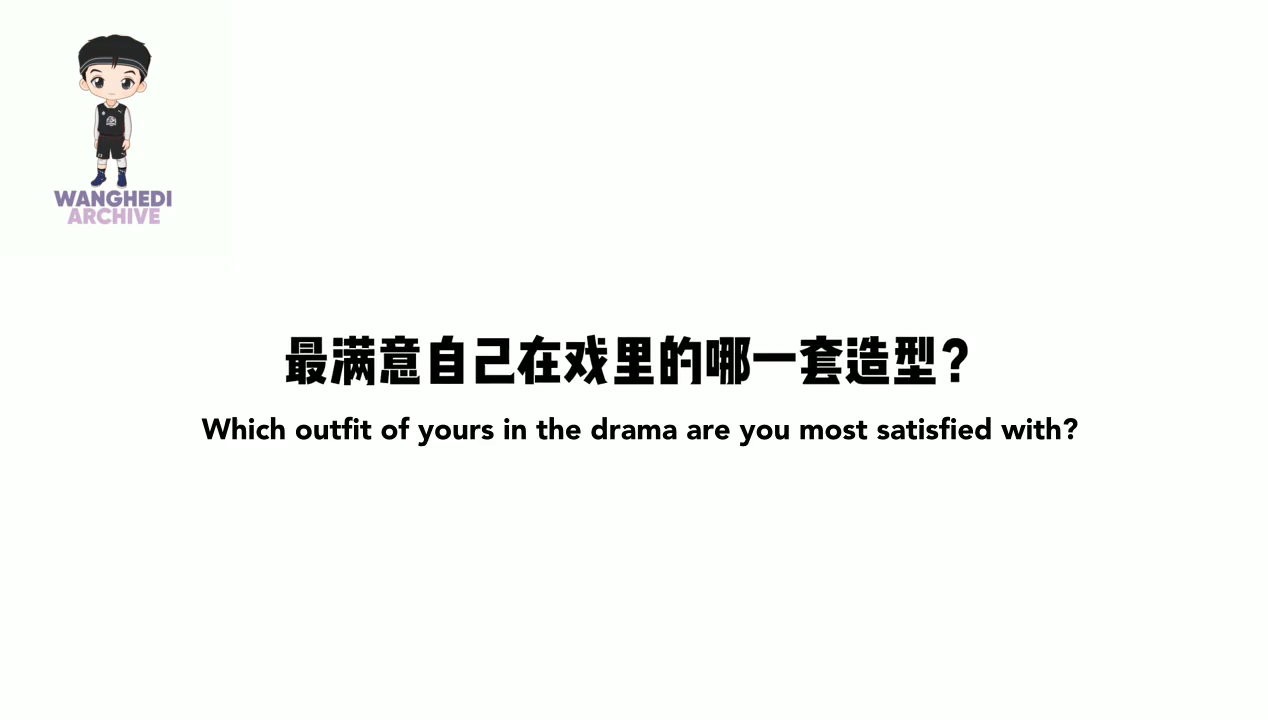 WANGHEDI
ARCHIVE
最满意自己在戏里的哪一套造型?
Which outfit of yours in the drama are you most satisfied with?